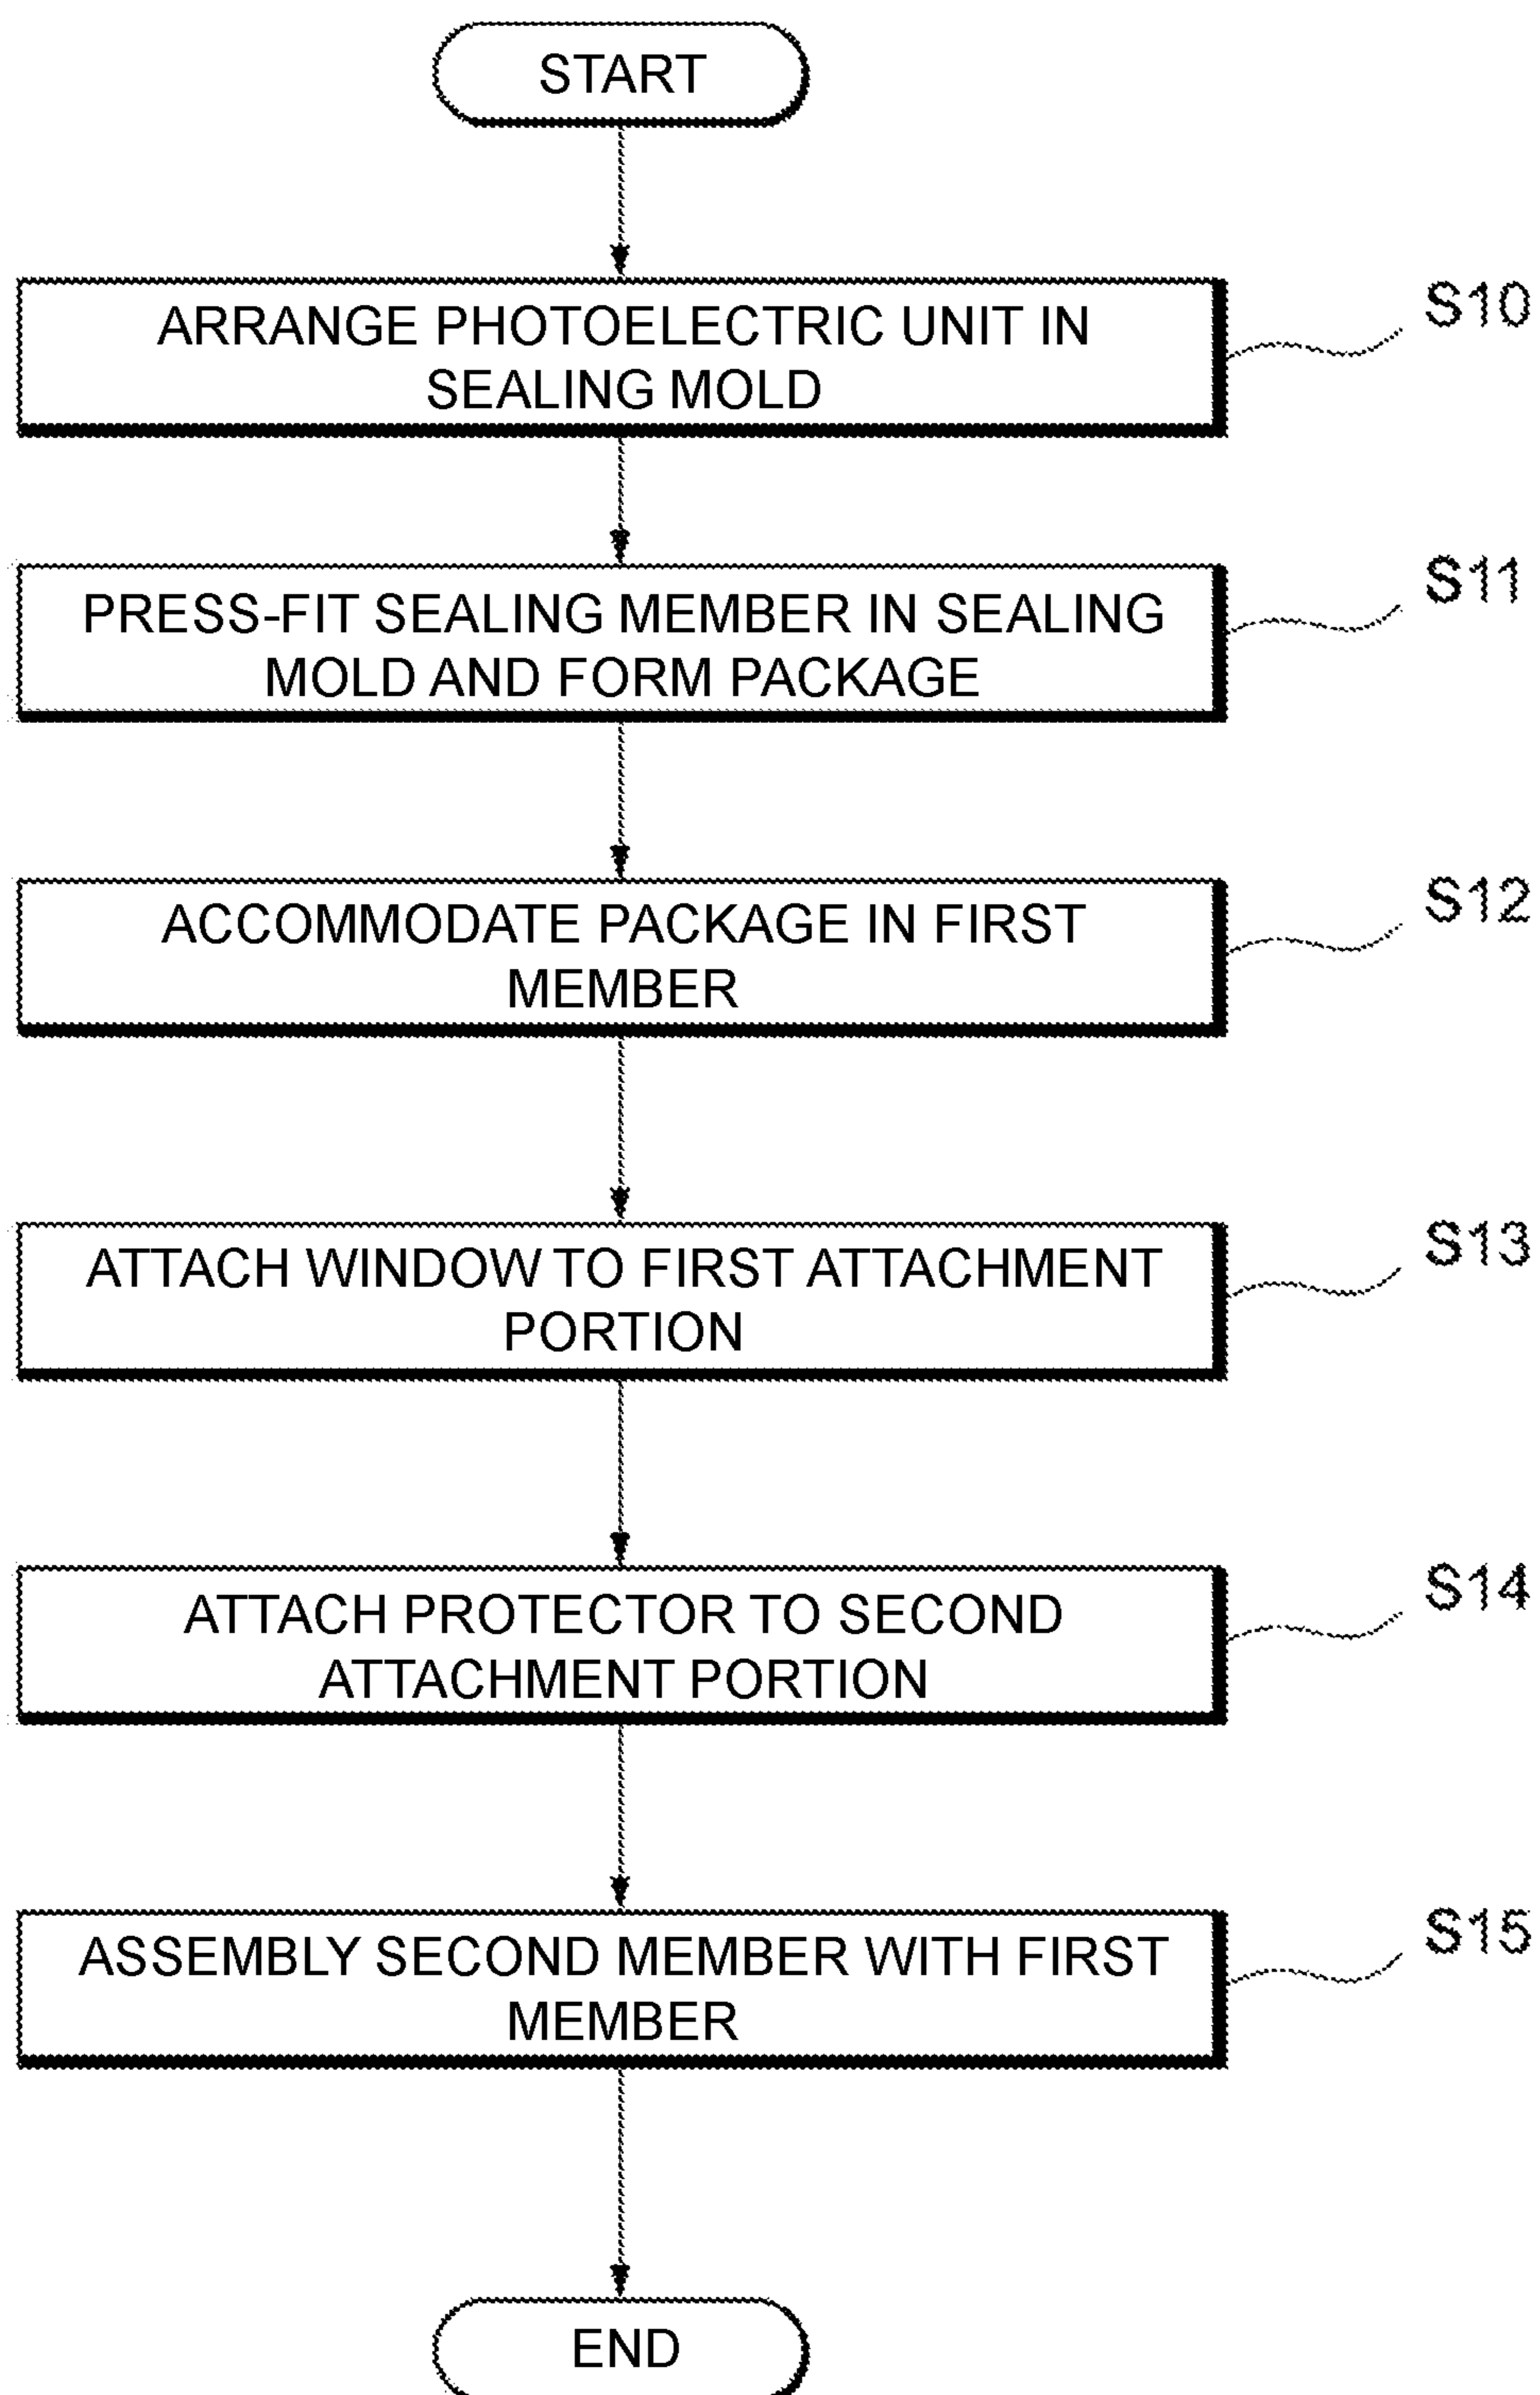 START
ARRANGE PHOTOELECTRIC UNIT IN
SEALING MOLD
S10
PRESS-FIT SEALING MEMBER IN SEALING
MOLD AND FORM PACKAGE
S11
ACCOMMODATE PACKAGE IN FIRST
MEMBER
S12
ATTACH WINDOW TO FIRST ATTACHMENT
PORTION
S13
ATTACH PROTECTOR TO SECOND
ATTACHMENT PORTION
S14
ASSEMBLY SECOND MEMBER WITH FIRST
MEMBER
S15
END